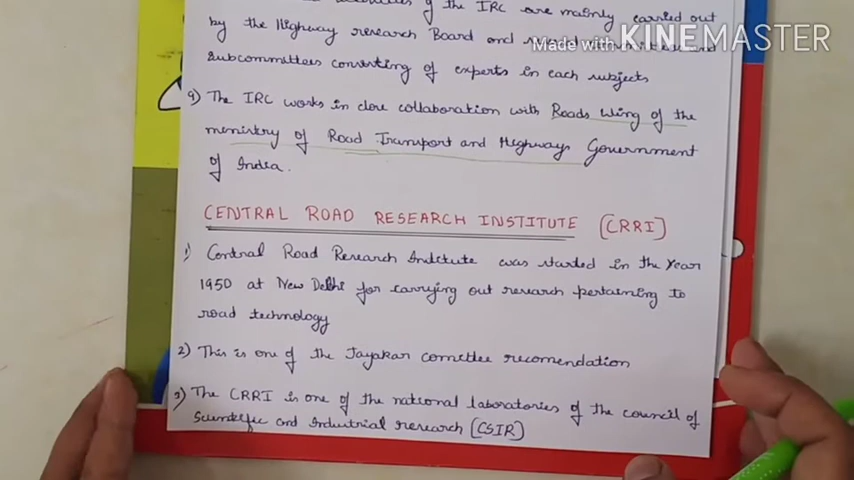 of the IRC are mainly carried out
by the Highway research Board and
Made with KINEMASTER
Subcommittees consisting of experts in each subjects
9) The IRC works in close collaboration with Roads Wing of the
menistry of Road Transport and Highways Government
of India.
CENTRAL ROAD RESEARCH INSTITUTE [CRRI]
1) Central Road Research Institute was started in the Year
1950 at New Delhi for carrying out research pertaining to
road technology
2) This is one of the Jayakar comettee recomendation
3) The CRRI is one of the national laboratories of the council of
Scientific and Industrial research [CSIR]